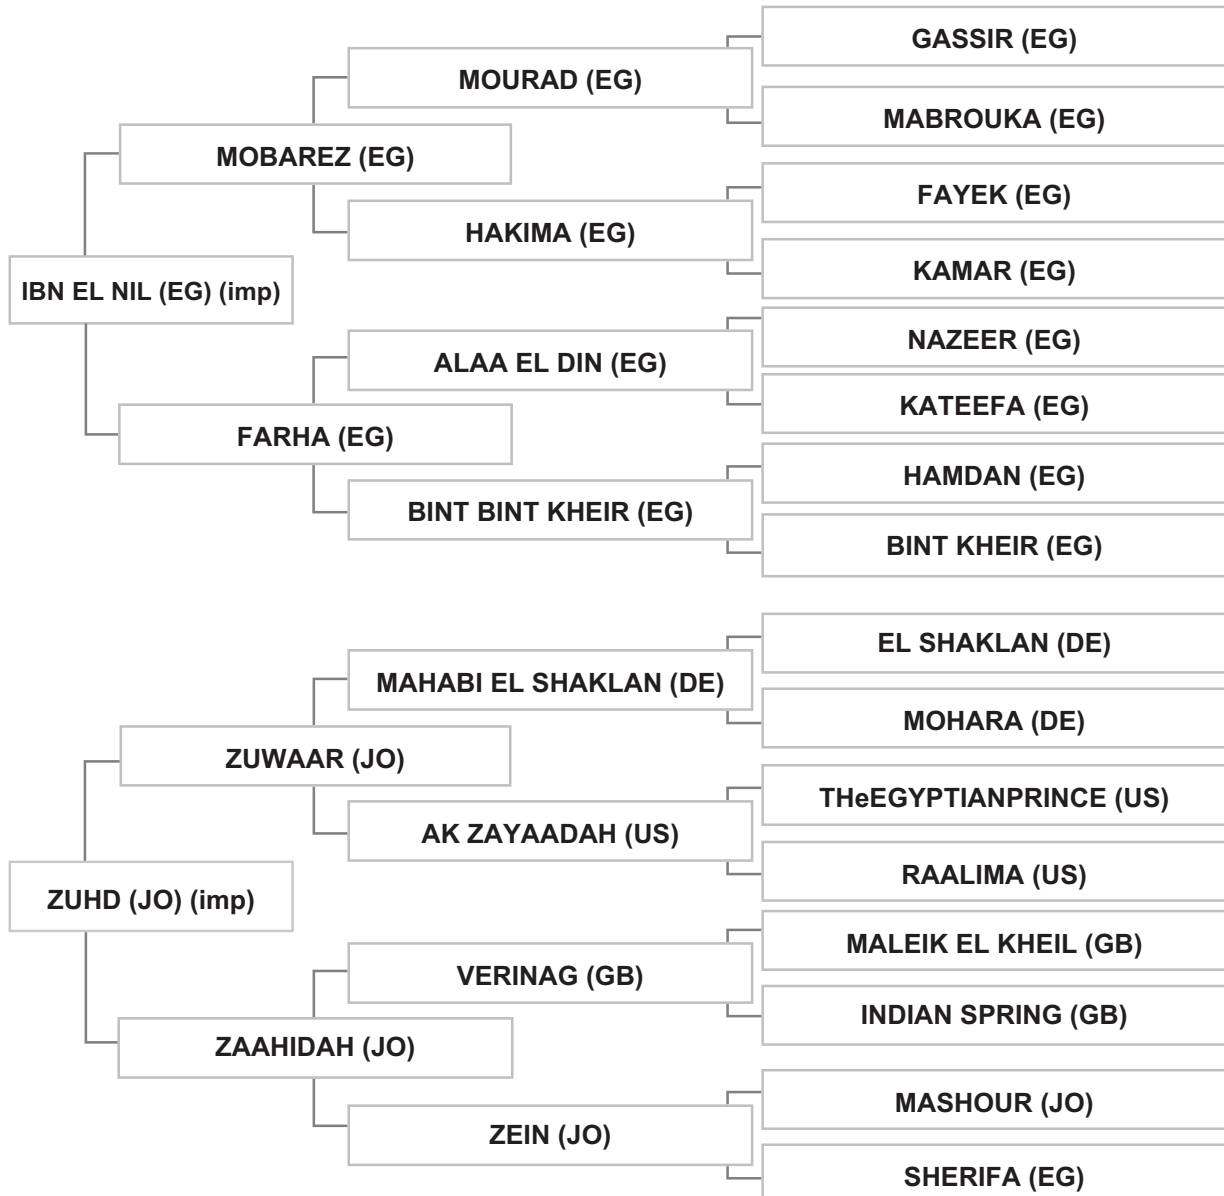 GASSIR (EG)
MOURAD (EG)
MABROUKA (EG)
MOBAREZ (EG)
FAYEK (EG)
HAKIMA (EG)
KAMAR (EG)
IBN EL NIL (EG) (imp)
NAZEER (EG)
ALAA EL DIN (EG)
KATEEFA (EG)
FARHA (EG)
HAMDAN (EG)
BINT BINT KHEIR (EG)
BINT KHEIR (EG)
EL SHAKLAN (DE)
MAHABI EL SHAKLAN (DE)
MOHARA (DE)
ZUWAAR (JO)
THeEGYPTIANPRINCE (US)
AK ZAYAADAH (US)
RAALIMA (US)
ZUHD (JO) (imp)
MALEIK EL KHEIL (GB)
VERINAG (GB)
INDIAN SPRING (GB)
ZAAHIDAH (JO)
MASHOUR (JO)
ZEIN (JO)
SHERIFA (EG)